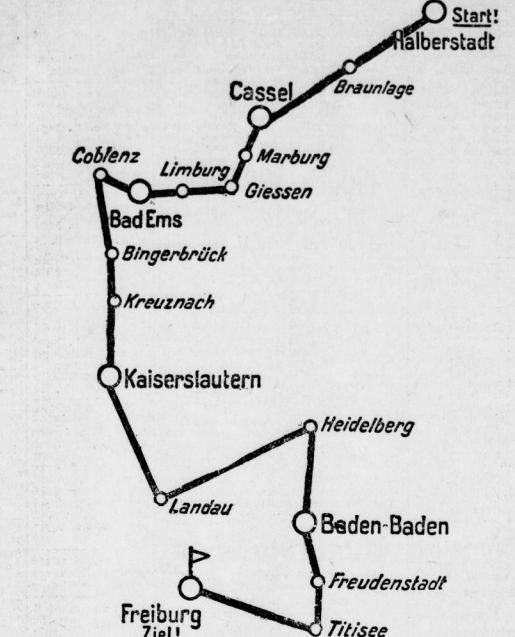 Start!
Halberstadt
Braunlage
Cassel
Marburg
Coblenz
Limburg
Giessen
Bad Ems
Bingerbrück
Kreuznach
Kaiserslautern
Heidelberg
Landau
Baden-Baden
Freudenstadt
Freiburg
Ziel!
Titisee